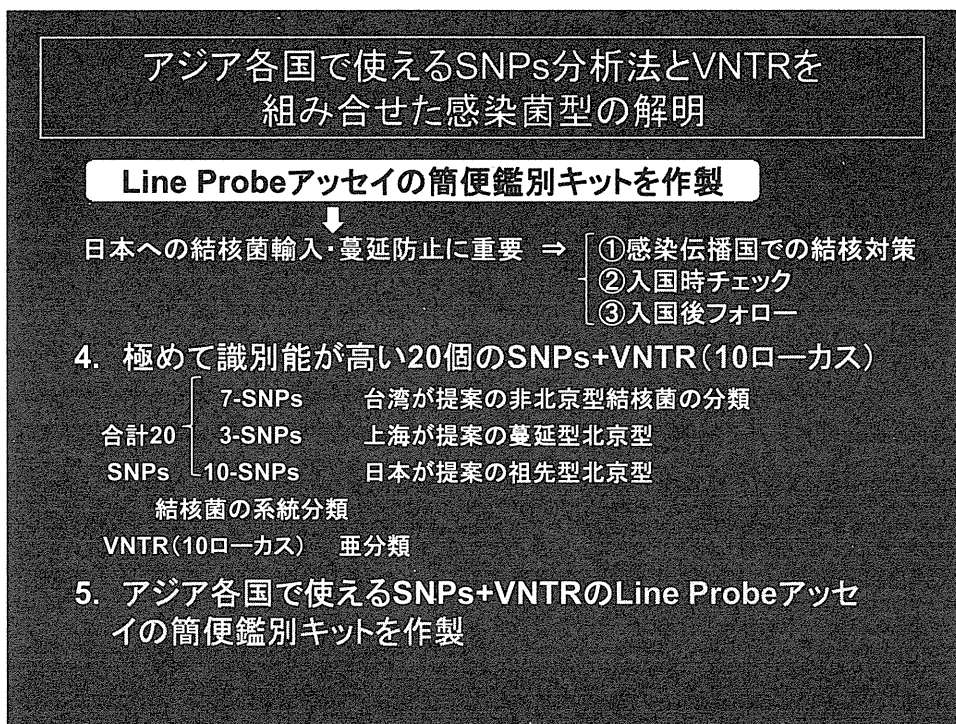 アジア各国で使えるSNPs分析法とVNTRを
組み合せた感染菌型の解明
Line Probeアッセイの簡便鑑別キットを作製
日本への結核菌輸入・蔓延防止に重要 ⇒ ①感染伝播国での結核対策
②入国時チェック
③入国後フォロー
4. 極めて識別能が高い20個のSNPs+VNTR(10ローカス)
7-SNPs 台湾が提案の非北京型結核菌の分類
合計20 3-SNPs 上海が提案の蔓延型北京型
SNPs 10-SNPs 日本が提案の祖先型北京型
結核菌の系統分類
VNTR(10ローカス) 亜分類
5. アジア各国で使えるSNPs+VNTRのLine Probeアッセ
イの簡便鑑別キットを作製